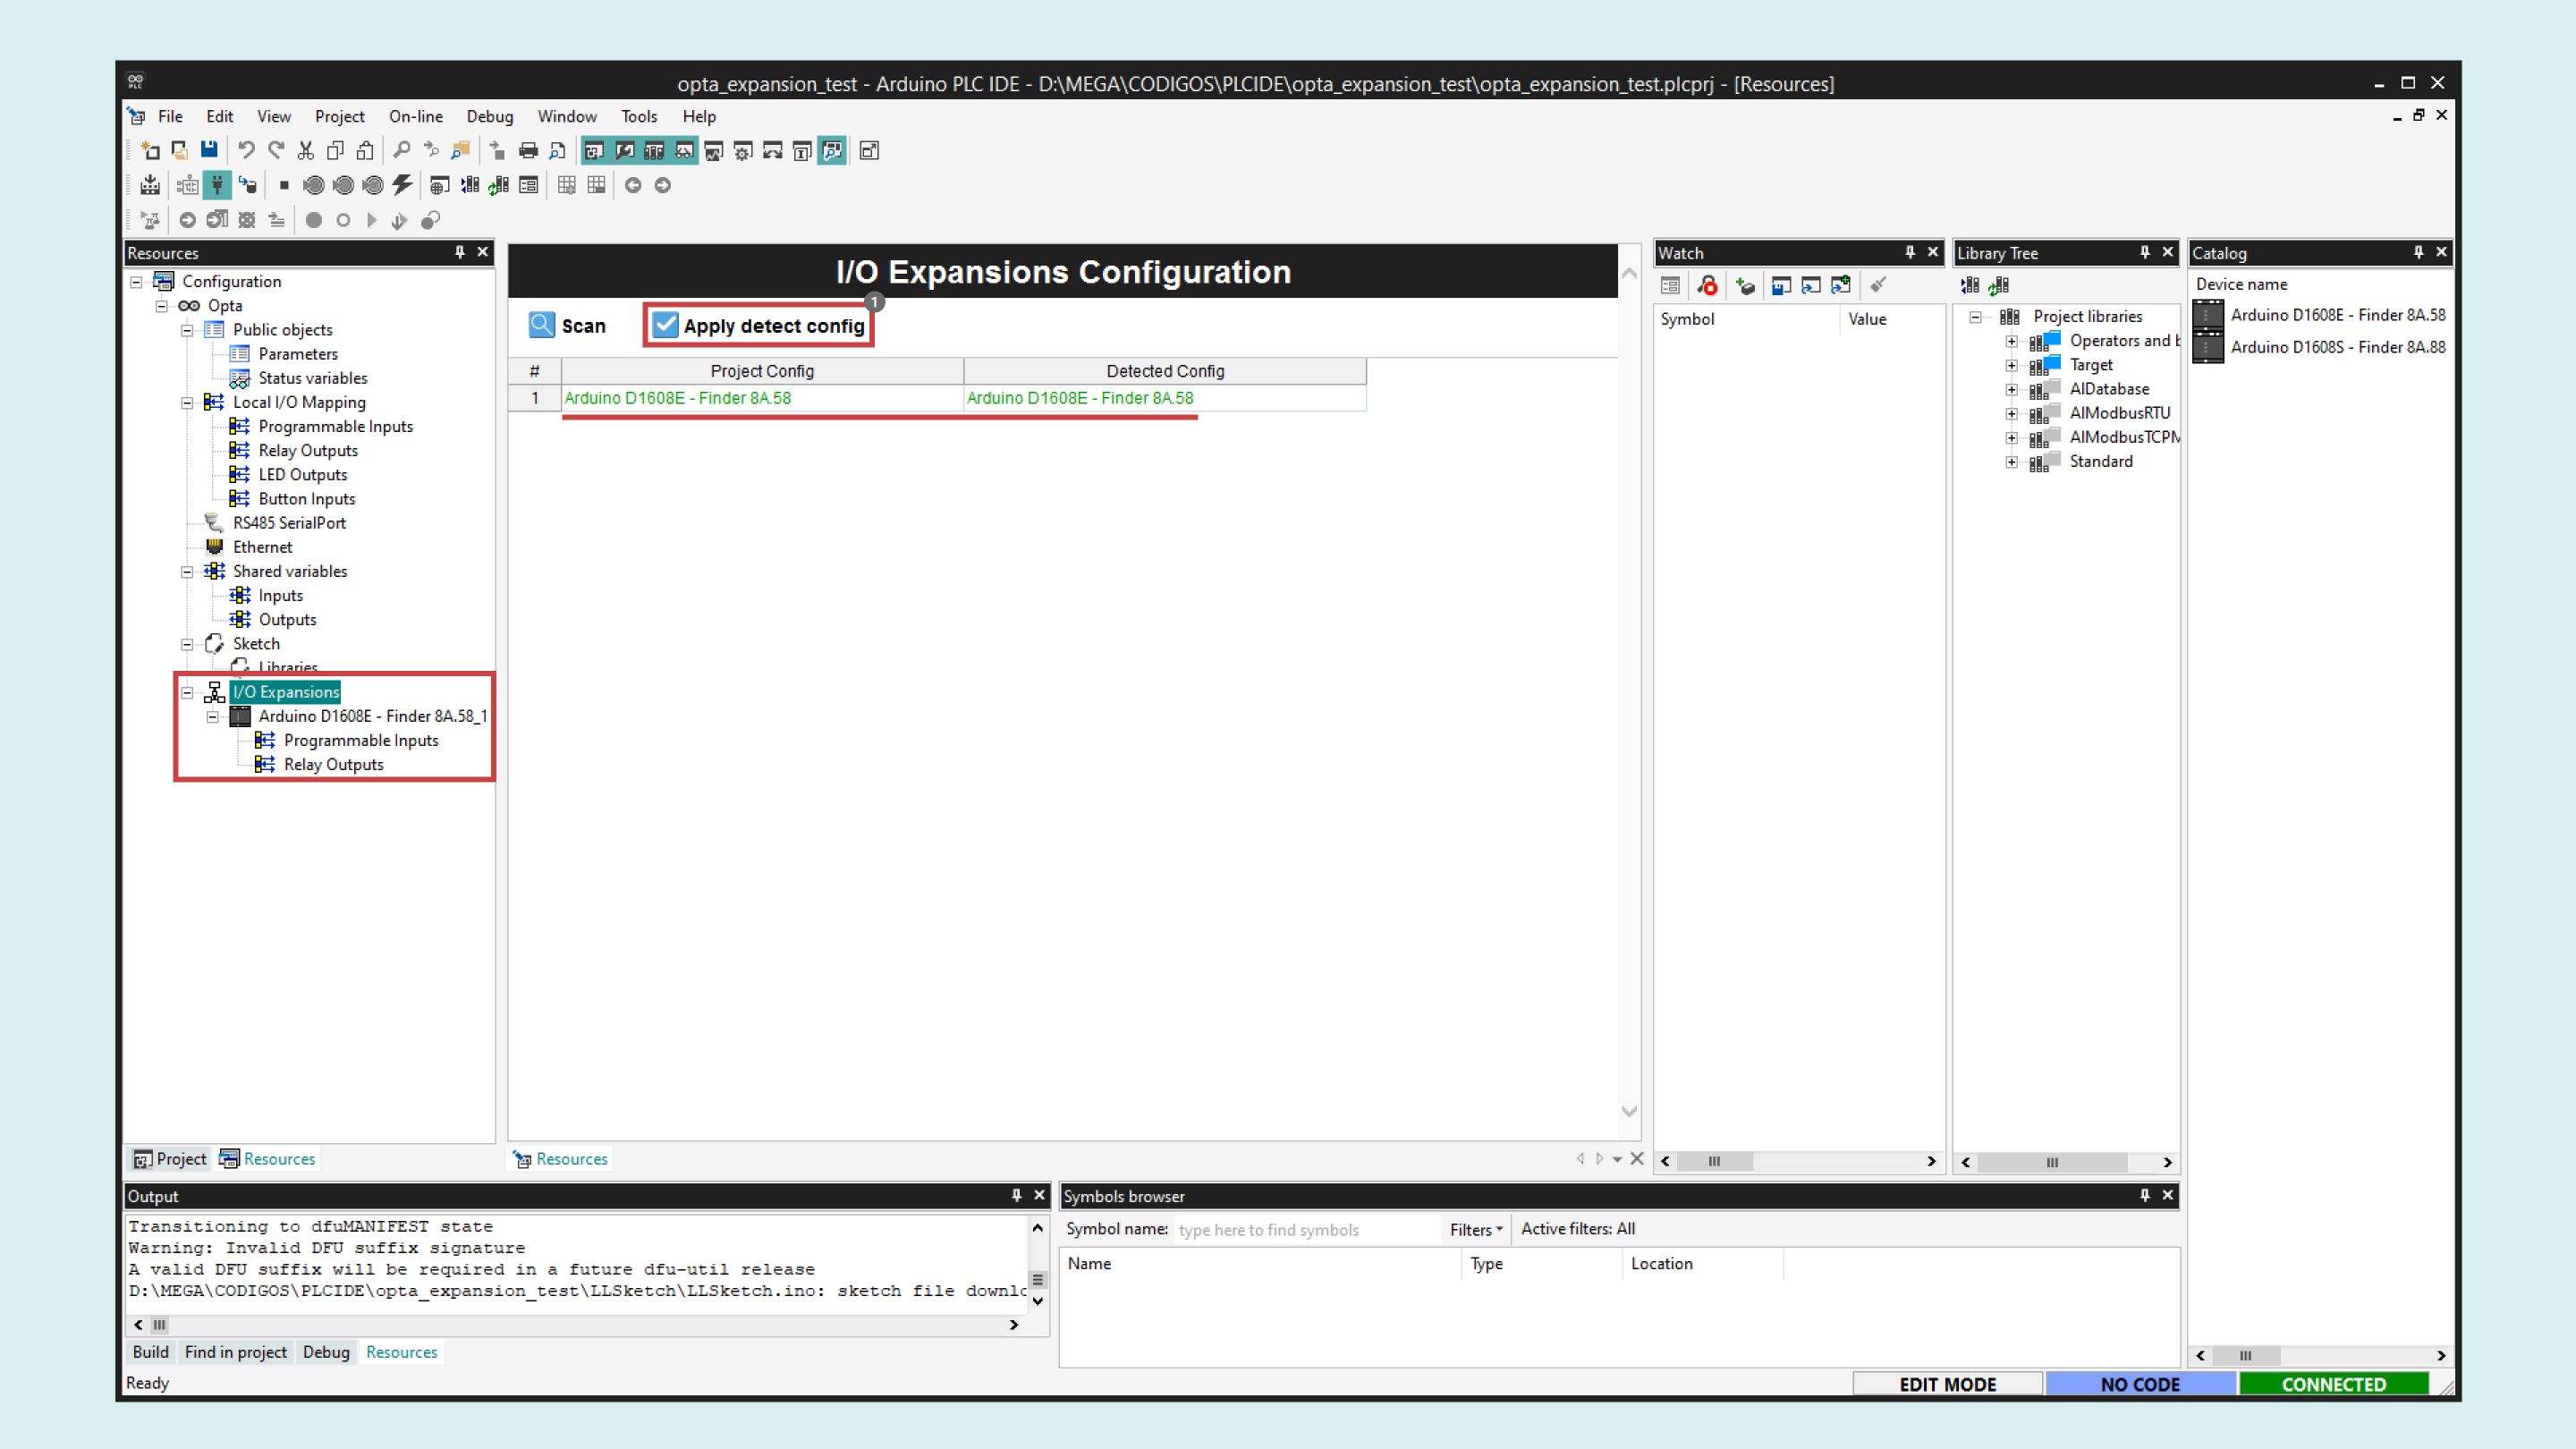 opta_expansion_test - Arduino PLC IDE - D:\MEGA\CODIGOS\PLCIDE\opta_expansion_test\opta_expansion_test.plcprj - [Resources]
File Edit View Project On-line Debug Window Tools Help
Resources
Configuration
Opta
Public objects
Parameters
Status variables
Local I/O Mapping
Programmable Inputs
Relay Outputs
LED Outputs
Button Inputs
RS485 SerialPort
Ethernet
Shared variables
Inputs
Outputs
Sketch
Libraries
I/O Expansions
Arduino D1608E - Finder 8A.58_1
Programmable Inputs
Relay Outputs
Project Resources
I/O Expansions Configuration
1
Scan Apply detect config
# Project Config Detected Config
1 Arduino D1608E - Finder 8A.58 Arduino D1608E - Finder 8A.58
Resources
Watch
Symbol Value
Library Tree
Project libraries
Operators and b
Target
AlDatabase
AlModbusRTU
AlModbusTCPM
Standard
Catalog
Device name
Arduino D1608E - Finder 8A.58
Arduino D1608S - Finder 8A.88
Output
Transitioning to dfuMANIFEST state
Warning: Invalid DFU suffix signature
A valid DFU suffix will be required in a future dfu-util release
D:\MEGA\CODIGOS\PLCIDE\opta_expansion_test\LLSketch\LLSketch.ino: sketch file downlo
Build Find in project Debug Resources
Symbols browser
Symbol name: type here to find symbols Filters Active filters: All
Name Type Location
Ready
EDIT MODE NO CODE CONNECTED